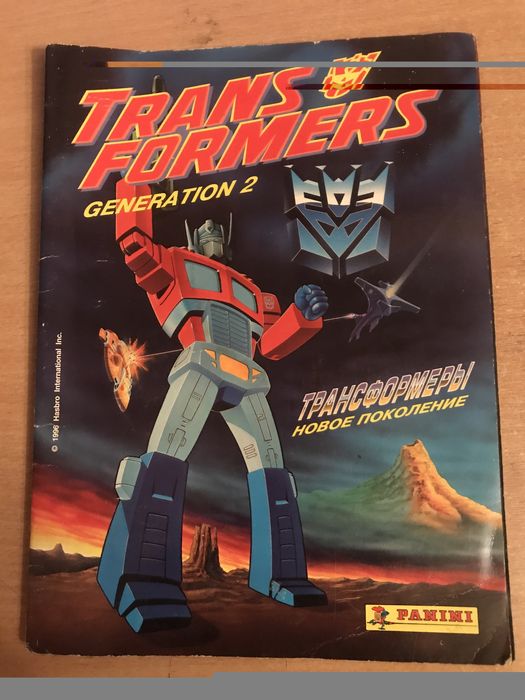 TRANS
FORMERS
GENERATION 2
ТРАНСФОРМЕРЫ
НОВОЕ ПОКОЛЕНИЕ
© 1996 Hasbro International Inc.
PANINI